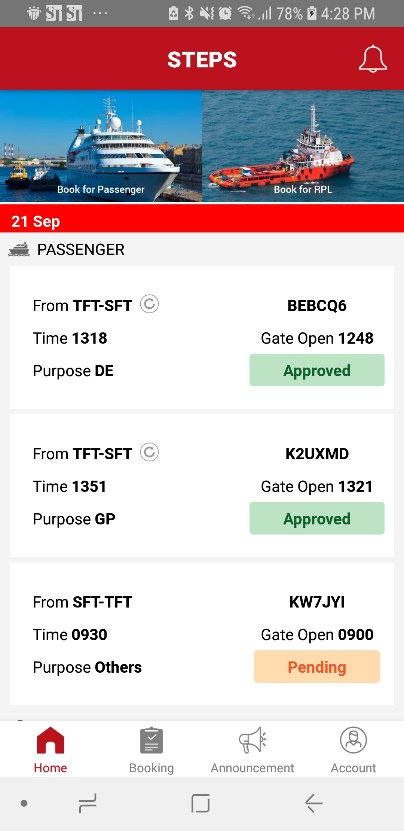 78% 4:28 PM
STEPS
Book for Passenger
Book for RPL
21 Sep
PASSENGER
From TFT-SFT BEBCQ6
Time 1318 Gate Open 1248
Purpose DE Approved
From TFT-SFT K2UXMD
Time 1351 Gate Open 1321
Purpose GP Approved
From SFT-TFT KW7JYI
Time 0930 Gate Open 0900
Purpose Others Pending
Home Booking Announcement Account